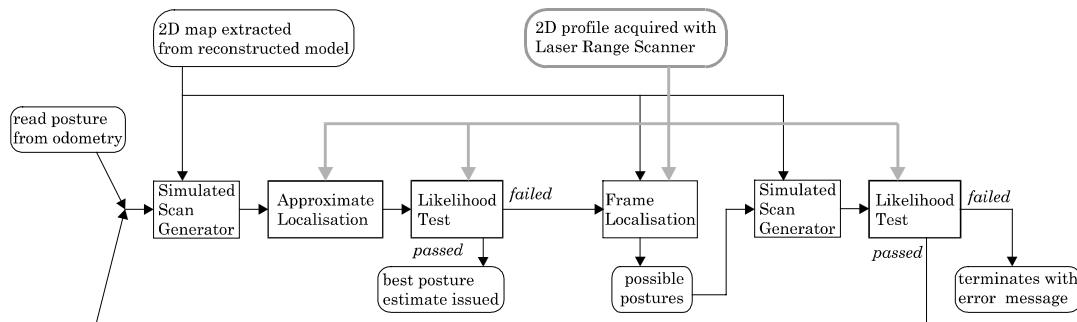 2D map extracted
from reconstructed model
2D profile acquired with
Laser Range Scanner
read posture
from odometry
Simulated
Scan
Generator
Approximate
Localisation
Likelihood
Test
failed
passed
best posture
estimate issued
Frame
Localisation
possible
postures
Simulated
Scan
Generator
Likelihood
Test
failed
passed
terminates with
error message